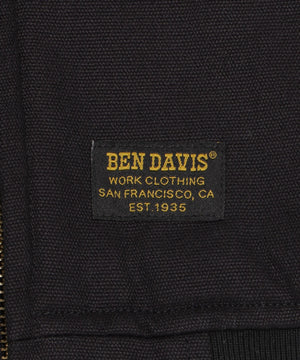 BEN DAVIS®
WORK CLOTHING
SAN FRANCISCO, CA
EST.1935